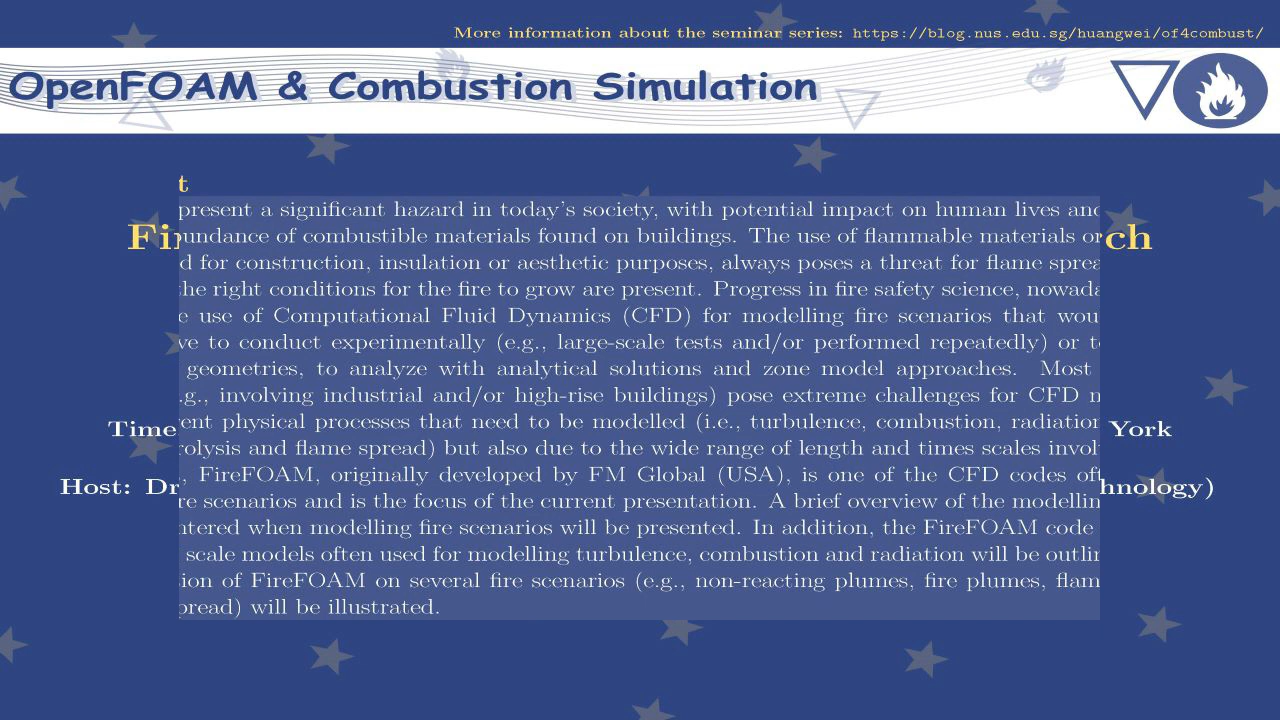 More information about the seminar series: https://blog.nus.edu.sg/huangwei/of4combust/
OpenFOAM & Combustion Simulation
t
present a significant hazard in today's society, with potential impact on human lives and
Fir ch
undance of combustible materials found on buildings. The use of flammable materials or
d for construction, insulation or aesthetic purposes, always poses a threat for flame sprea
he right conditions for the fire to grow are present. Progress in fire safety science, nowada
e use of Computational Fluid Dynamics (CFD) for modelling fire scenarios that wou
ve to conduct experimentally (e.g., large-scale tests and/or performed repeatedly) or t
geometries, to analyze with analytical solutions and zone model approaches. Most
.g., involving industrial and/or high-rise buildings) pose extreme challenges for CFD m
ent physical processes that need to be modelled (i.e., turbulence, combustion, radiation
Time York
rolysis and flame spread) but also due to the wide range of length and times scales invol
, FireFOAM, originally developed by FM Global (USA), is one of the CFD codes oft
Host: Dr hnology)
re scenarios and is the focus of the current presentation. A brief overview of the modellin
ntered when modelling fire scenarios will be presented. In addition, the FireFOAM code
scale models often used for modelling turbulence, combustion and radiation will be outlin
sion of FireFOAM on several fire scenarios (e.g., non-reacting plumes, fire plumes, flam
pread) will be illustrated.